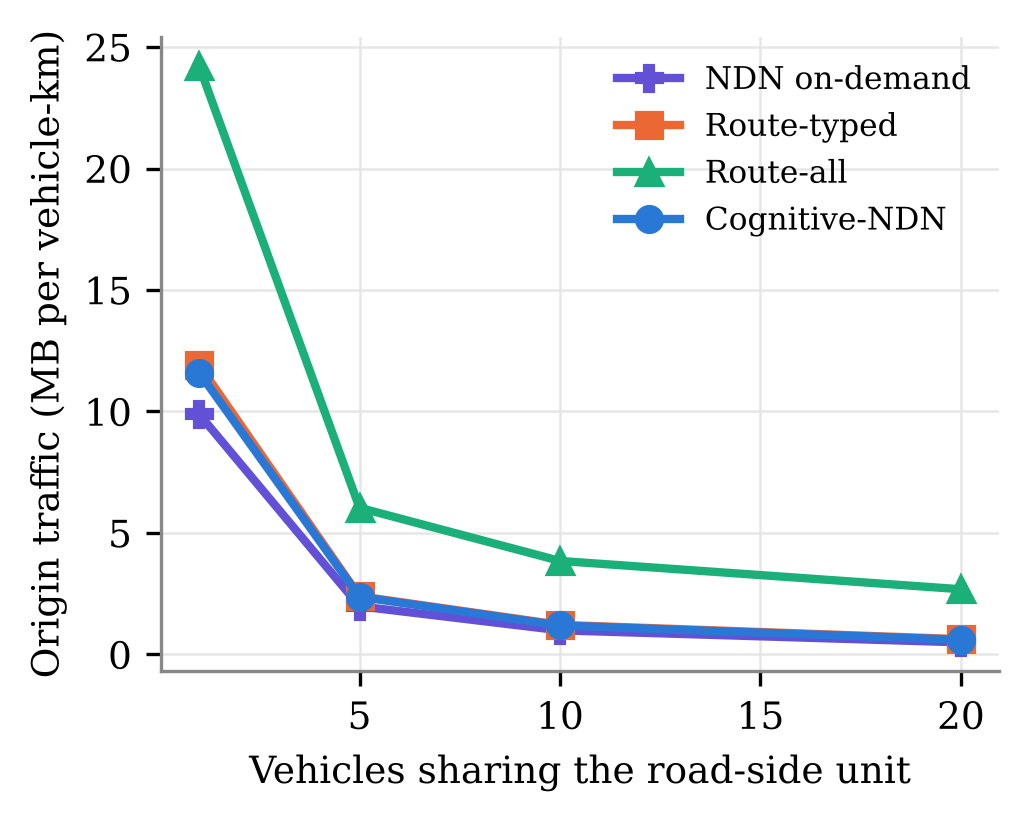 Origin traffic (MB per vehicle-km)
25
20
15
10
5
0
NDN on-demand
Route-typed
Route-all
Cognitive-NDN
5 10 15 20
Vehicles sharing the road-side unit